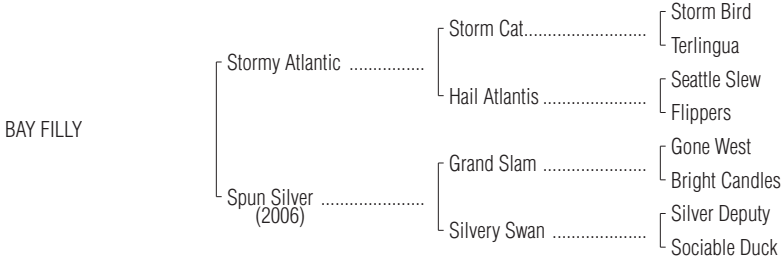 Storm Bird
Storm Cat..........................
Terlingua
Stormy Atlantic ................
Seattle Slew
Hail Atlantis ......................
Flippers
BAY FILLY
Gone West
Grand Slam ......................
Bright Candles
Spun Silver ......................
(2006)
Silver Deputy
Silvery Swan ....................
Sociable Duck